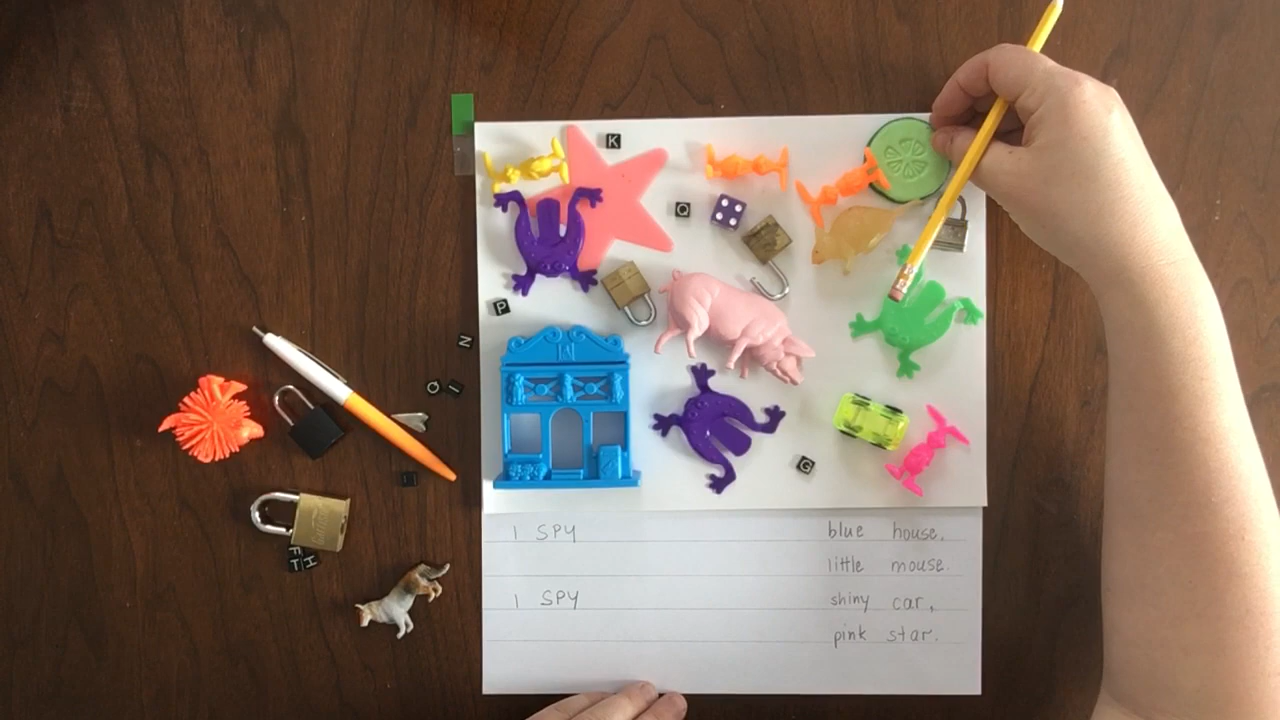 K
Q
P
N
G
I SPY blue house.
little mouse.
I SPY shiny car,
pink star.
F H